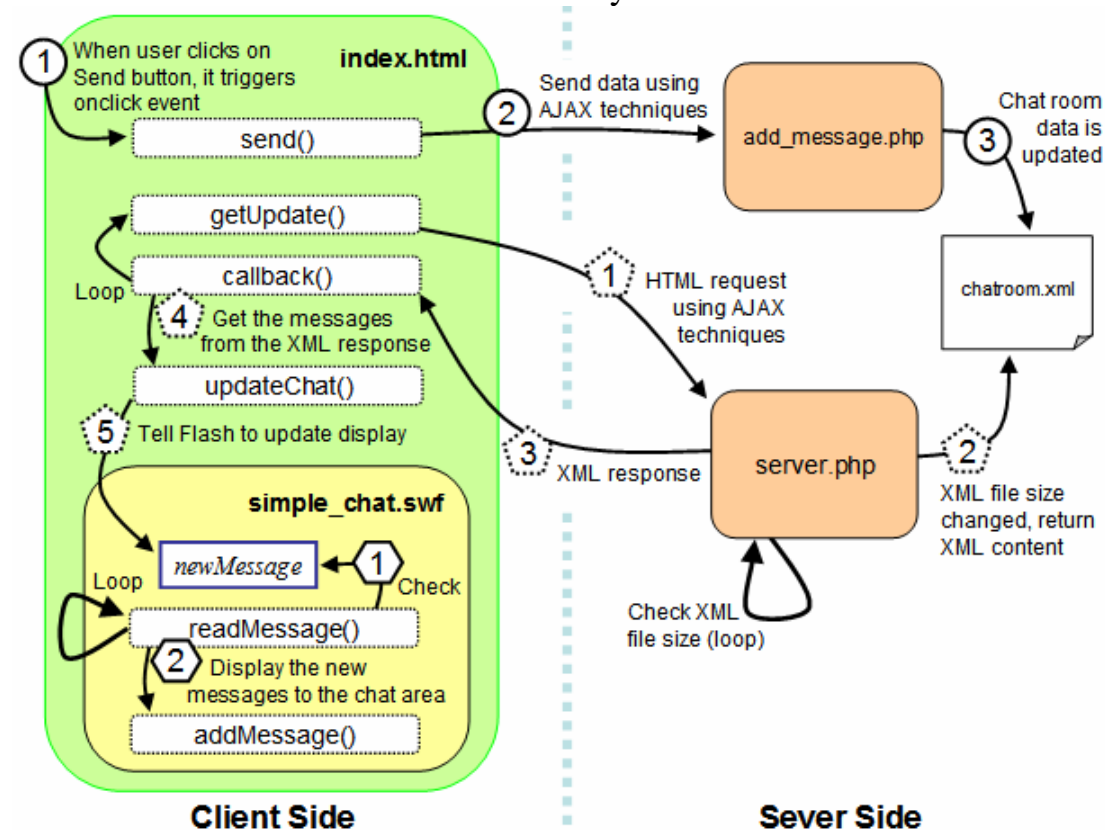 1
When user clicks on
Send button, it triggers
onclick event
index.html
send()
2
Send data using
AJAX techniques
add_message.php
3
Chat room
data is
updated
getUpdate()
callback()
Loop
1
HTML request
using AJAX
techniques
chatroom.xml
4
Get the messages
from the XML response
updateChat()
5
Tell Flash to update display
3
XML response
server.php
2
XML file size
changed, return
XML content
Check XML
file size (loop)
simple_chat.swf
newMessage
1
Check
Loop
readMessage()
2
Display the new
messages to the chat area
addMessage()
Client Side
Sever Side